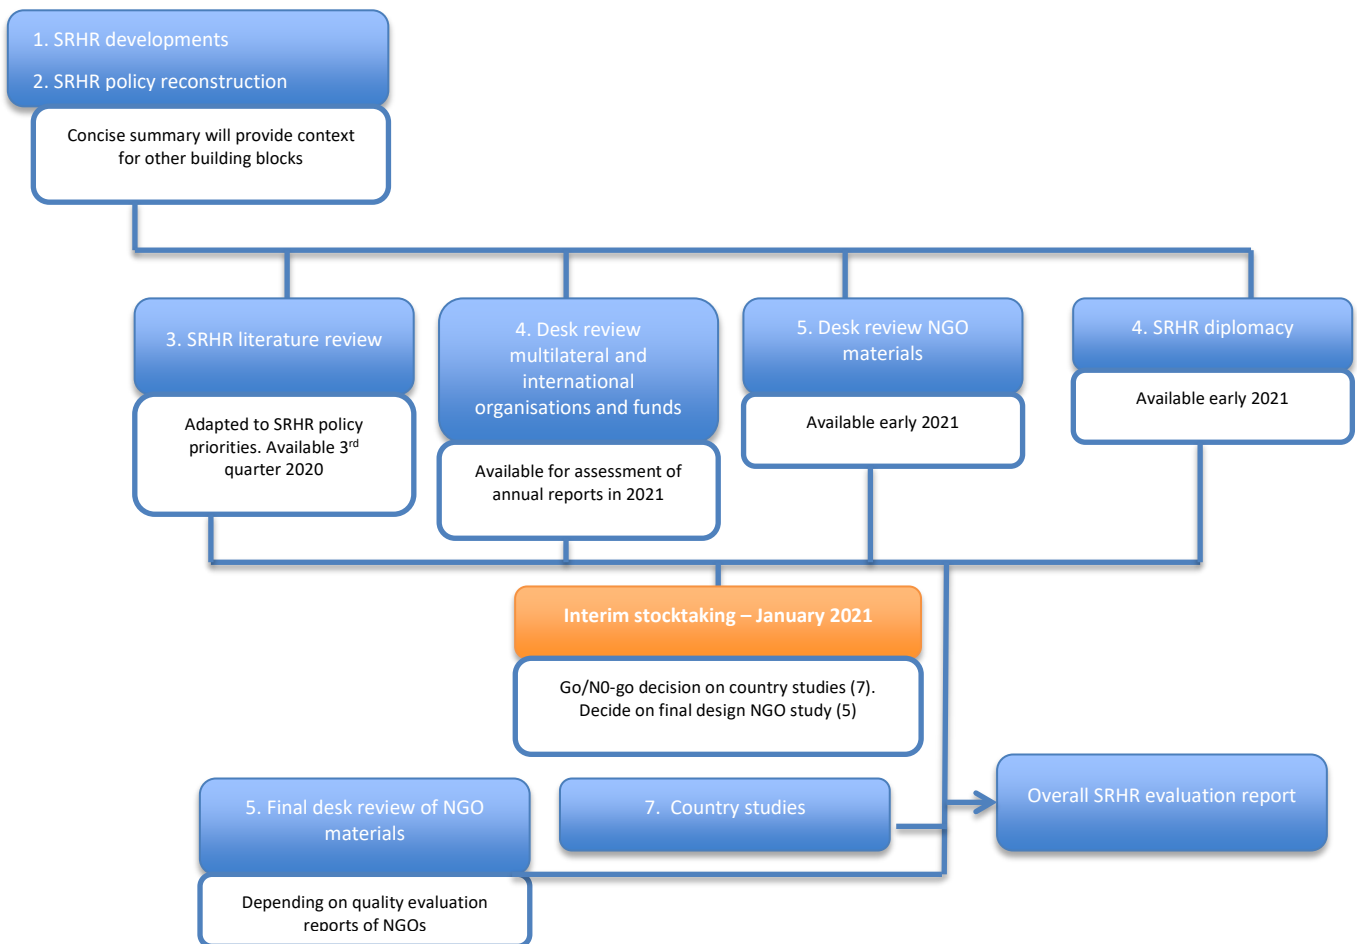 1. SRHR developments
2. SRHR policy reconstruction
Concise summary will provide context
for other building blocks
3. SRHR literature review
Adapted to SRHR policy
priorities. Available 3rd
quarter 2020
4. Desk review
multilateral and
international
organisations and funds
Available for assessment of
annual reports in 2021
5. Desk review NGO
materials
Available early 2021
4. SRHR diplomacy
Available early 2021
Interim stocktaking – January 2021
Go/N0-go decision on country studies (7).
Decide on final design NGO study (5)
5. Final desk review of NGO
materials
Depending on quality evaluation
reports of NGOs
7. Country studies
Overall SRHR evaluation report